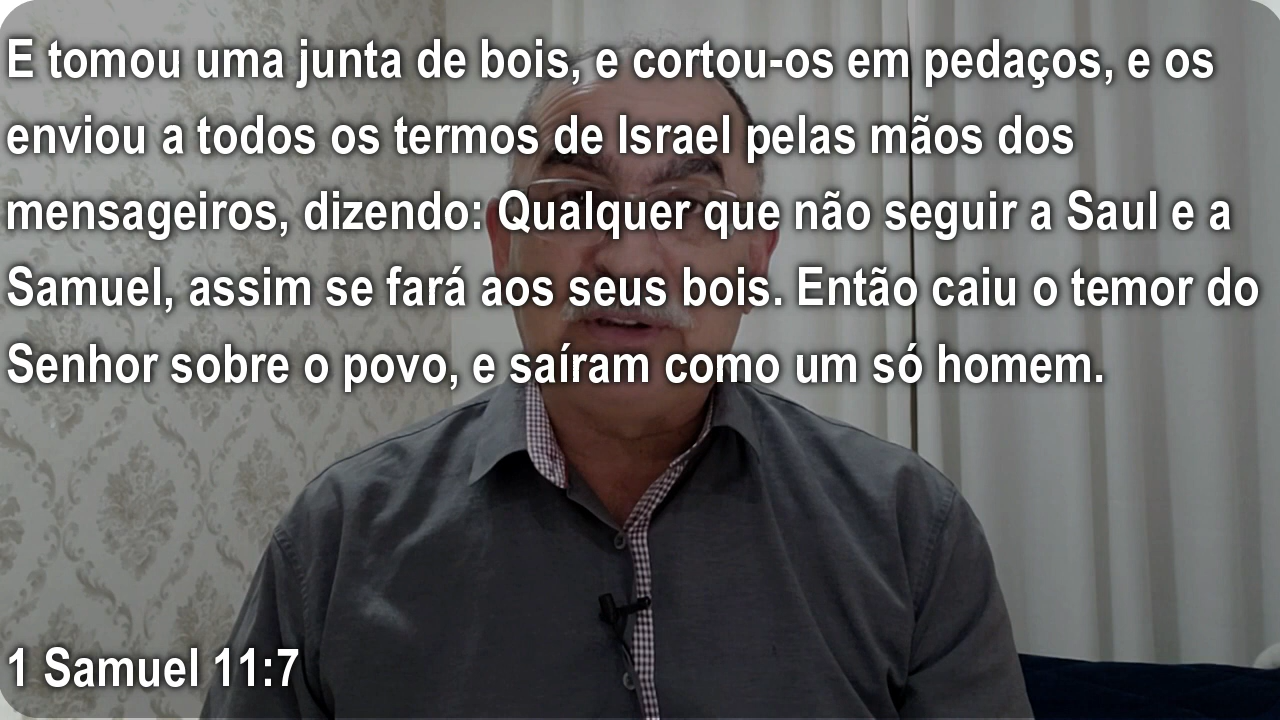 E tomou uma junta de bois, e cortou-os em pedaços, e os
enviou a todos os termos de Israel pelas mãos dos
mensageiros, dizendo: Qualquer que não seguir a Saul e a
Samuel, assim se fará aos seus bois. Então caiu o temor do
Senhor sobre o povo, e saíram como um só homem.
1 Samuel 11:7